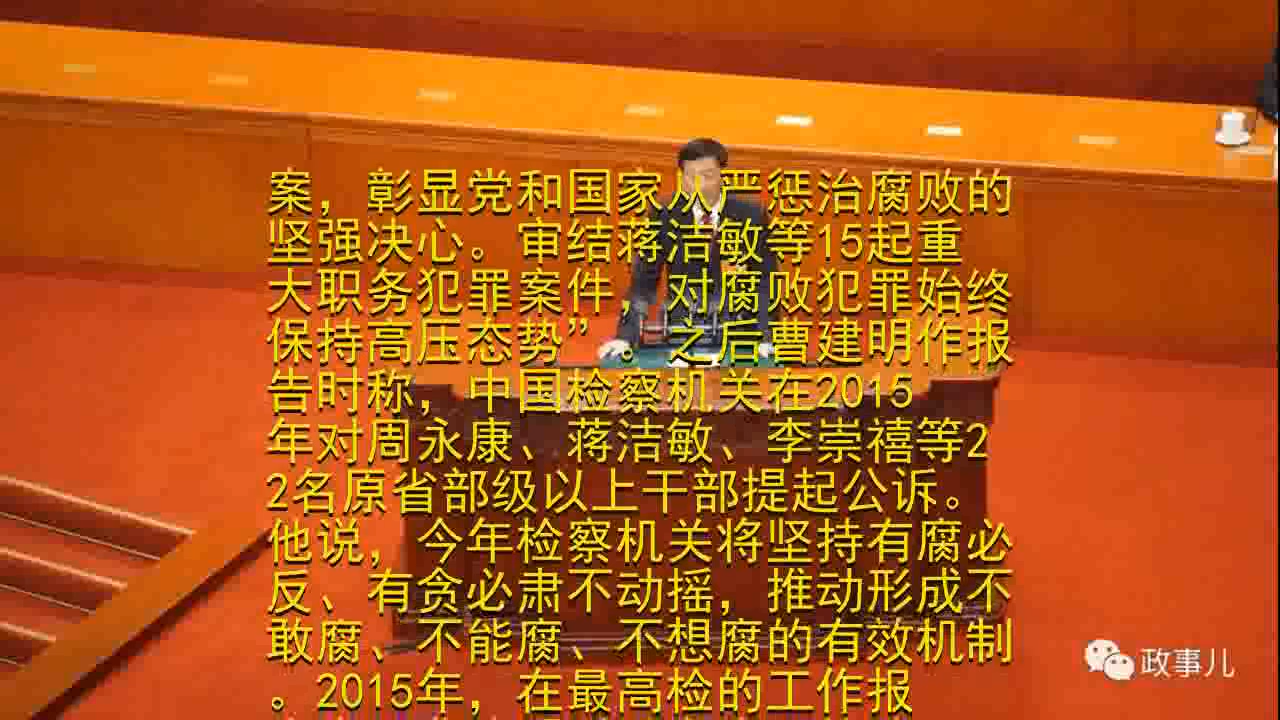 案，彰显党和国家从严惩治腐败的
坚强决心。审结蒋洁敏等15起重
大职务犯罪案件，对腐败犯罪始终
保持高压态势”。之后曹建明作报
告时称，中国检察机关在2015
年对周永康、蒋洁敏、李崇禧等2
2名原省部级以上干部提起公诉。
他说，今年检察机关将坚持有腐必
反、有贪必肃不动摇，推动形成不
敢腐、不能腐、不想腐的有效机制
。2015年，在最高检的工作报
政事儿